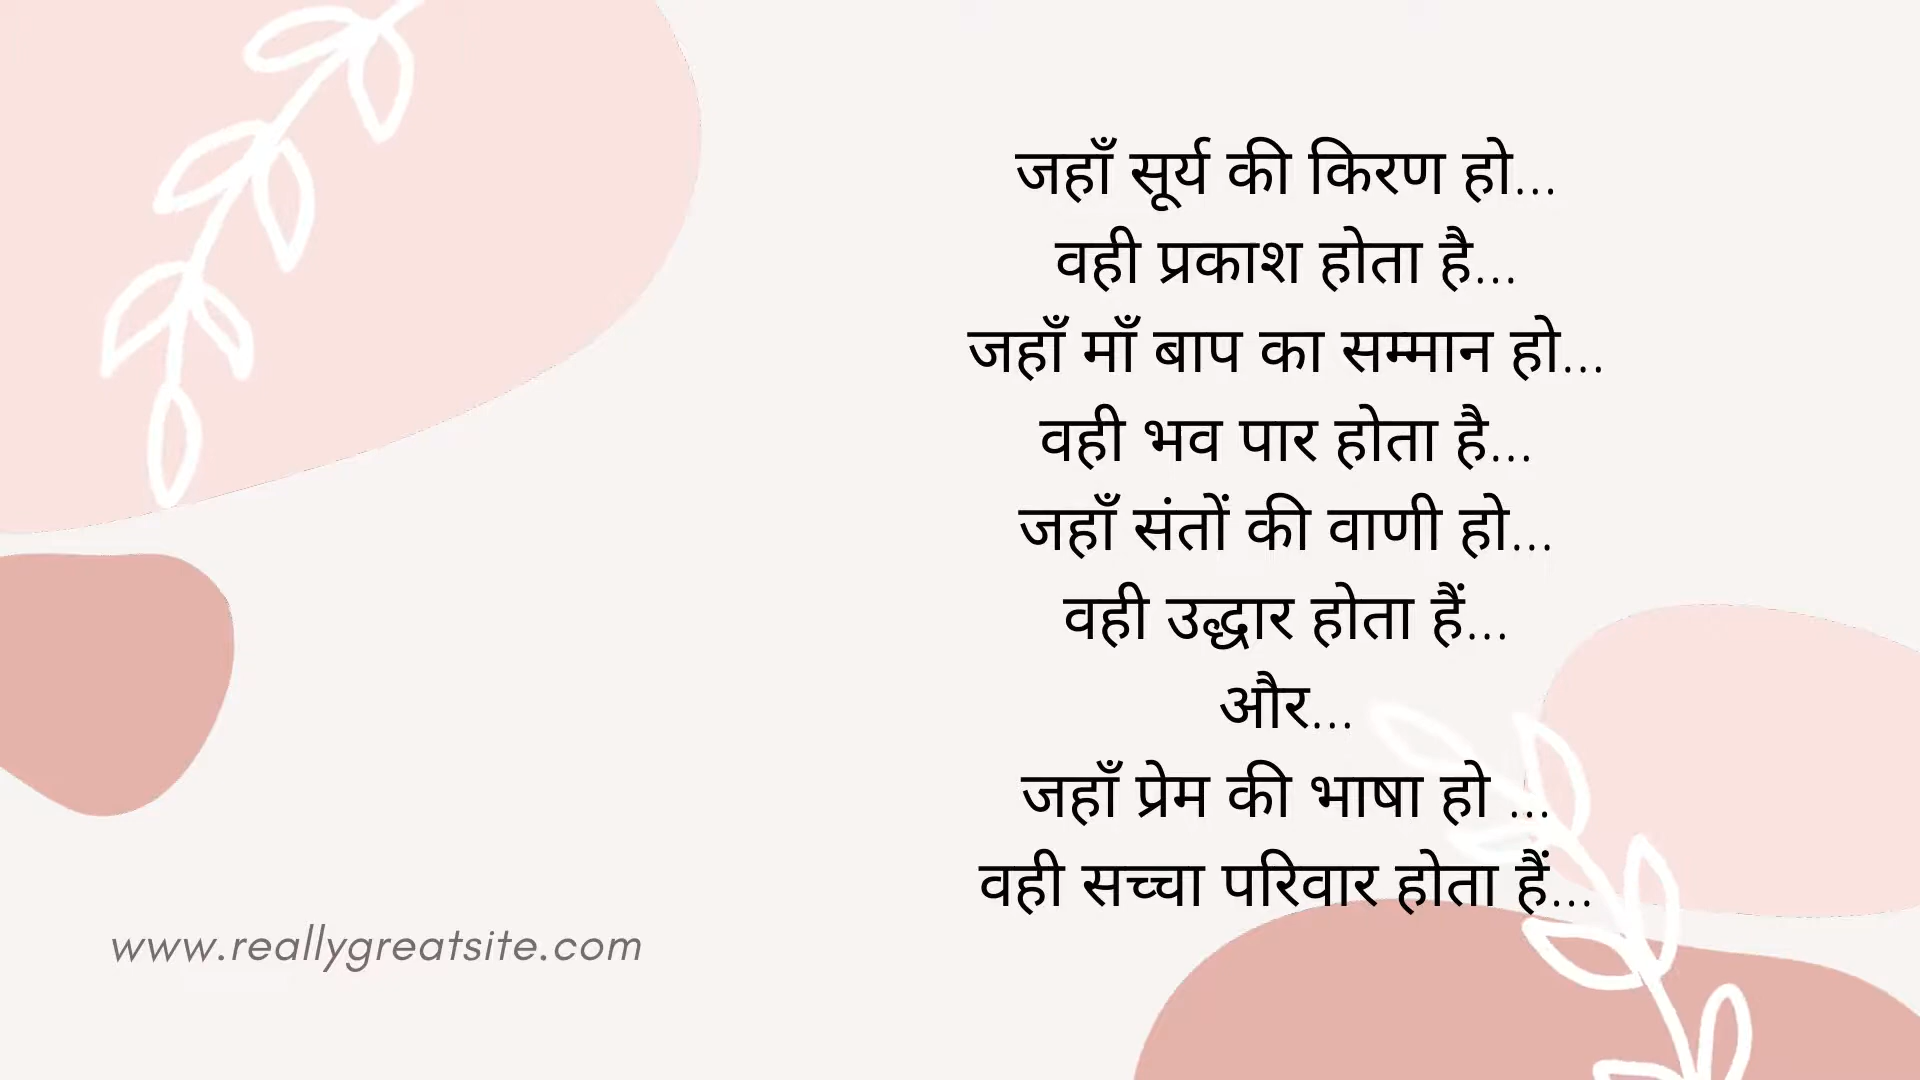 जहाँ सूर्य की किरण हो...
वही प्रकाश होता है...
जहाँ माँ बाप का सम्मान हो...
वही भव पार होता है...
जहाँ संतों की वाणी हो...
वही उद्धार होता हैं...
और...
जहाँ प्रेम की भाषा हो ...
वही सच्चा परिवार होता हैं...
www.reallygreatsite.com